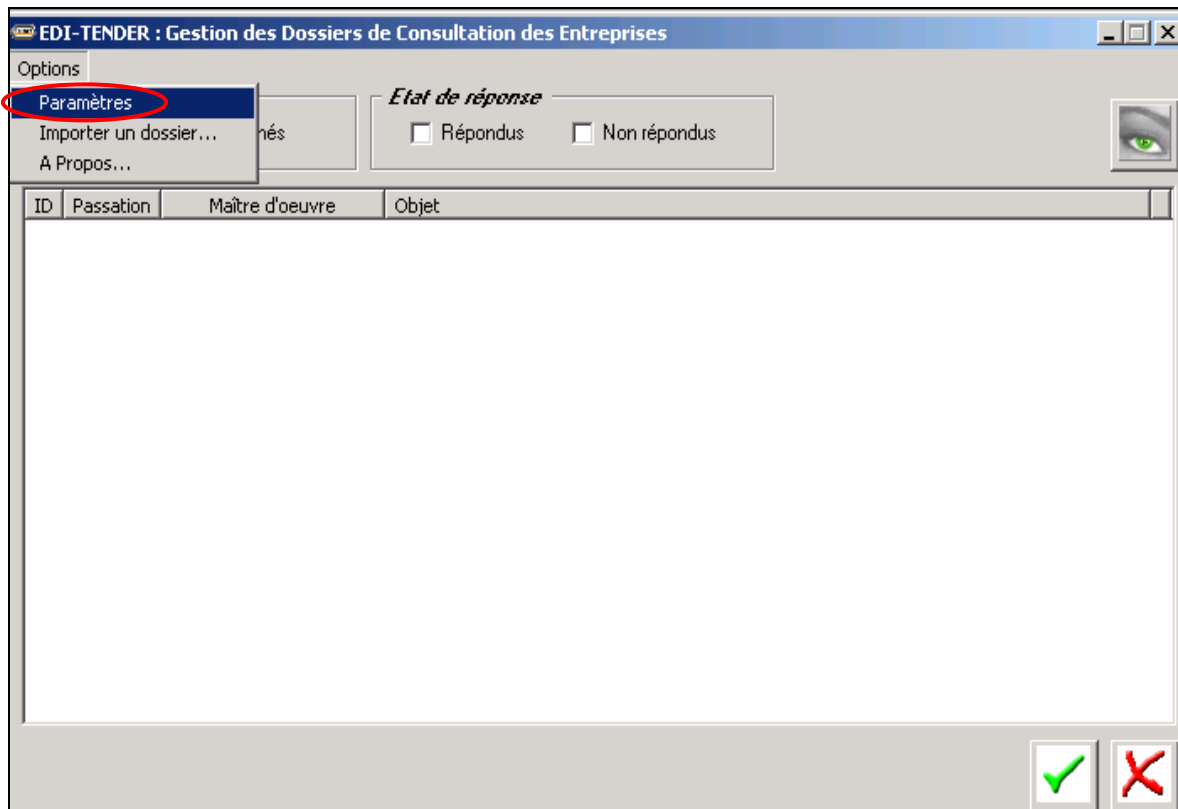 EDI-TENDER : Gestion des Dossiers de Consultation des Entreprises
Options
Paramètres
Importer un dossier...
A Propos...
Etat de réponse
Répondus Non répondus
ID Passation Maître d'oeuvre Objet